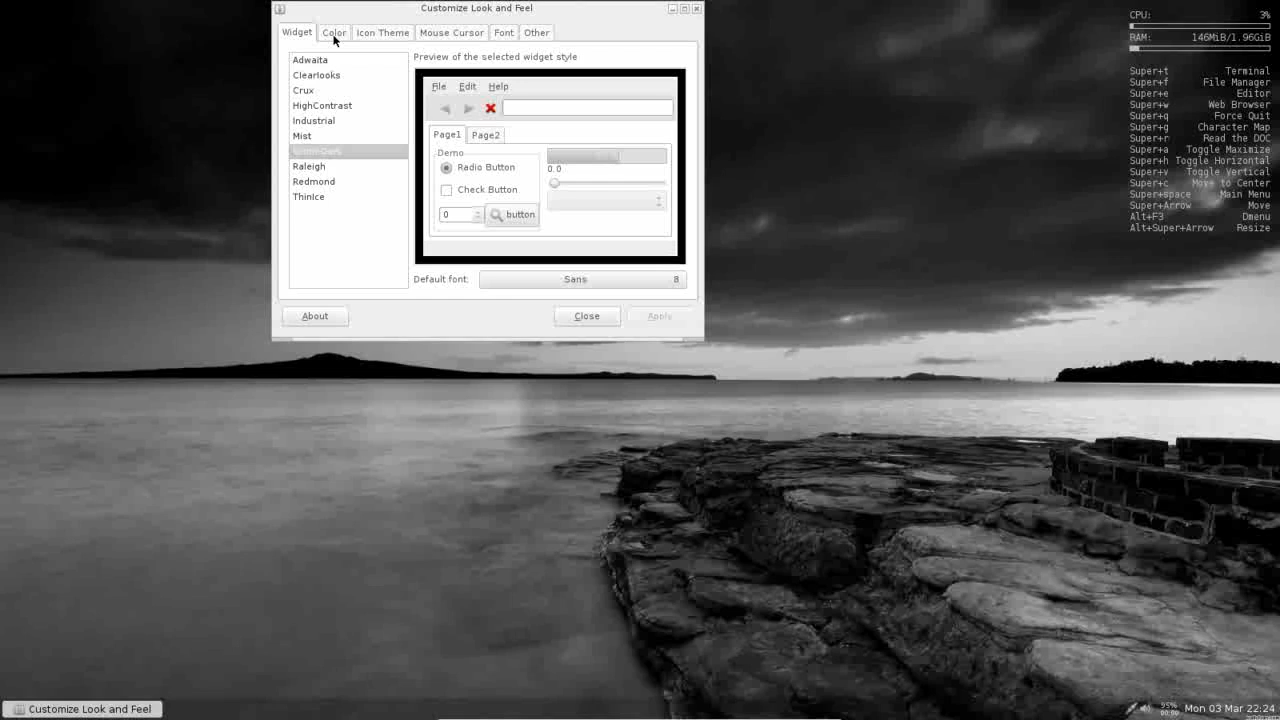 Customize Look and Feel
Widget Color Icon Theme Mouse Cursor Font Other
Adwaita
Clearlooks
Crux
HighContrast
Industrial
Mist
Raleigh
Redmond
ThinIce
Preview of the selected widget style
File Edit Help
Page1 Page2
Demo
Radio Button
Check Button
0 button
0.0
Default font: Sans 8
About Close Apply
CPU: 3%
RAM: 146MiB/1.96GiB
Super+t Terminal
Super+f File Manager
Super+e Editor
Super+w Web Browser
Super+q Force Quit
Super+g Character Map
Super+r Read the DOC
Super+a Toggle Maximize
Super+h Toggle Horizontal
Super+v Toggle Vertical
Super+c Move to Center
Super+space Main Menu
Super+Arrow Move
Alt+F3 Dmenu
Alt+Super+Arrow Resize
Customize Look and Feel
95%
00:00
Mon 03 Mar 22:24